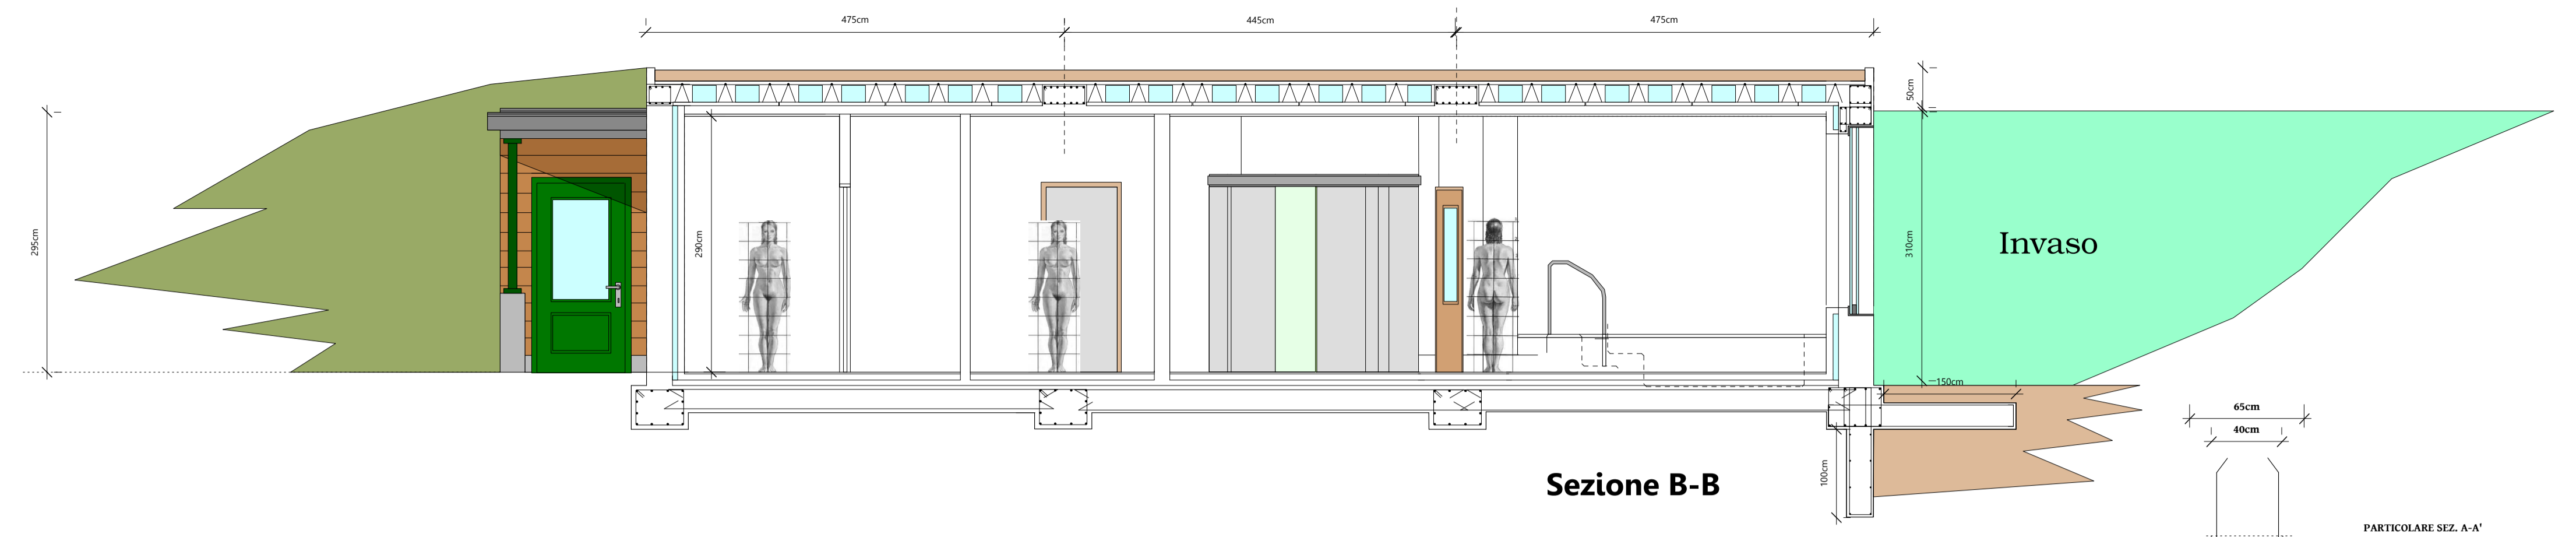 475cm
445cm
475cm
50cm
295cm
290cm
310cm
Invaso
150cm
65cm
40cm
100cm
Sezione B-B
PARTICOLARE SEZ. A-A'